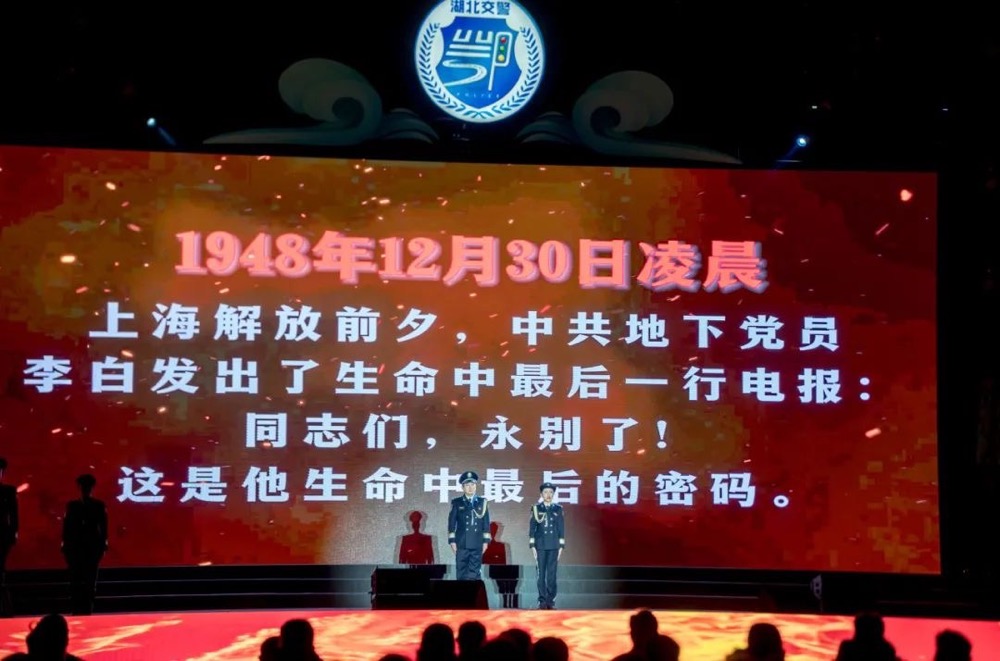 湖北交警
鄂
1948年12月30日凌晨
上海解放前夕，中共地下党员
李白发出了生命中最后一行电报：
同志们，永别了！
这是他生命中最后的密码。